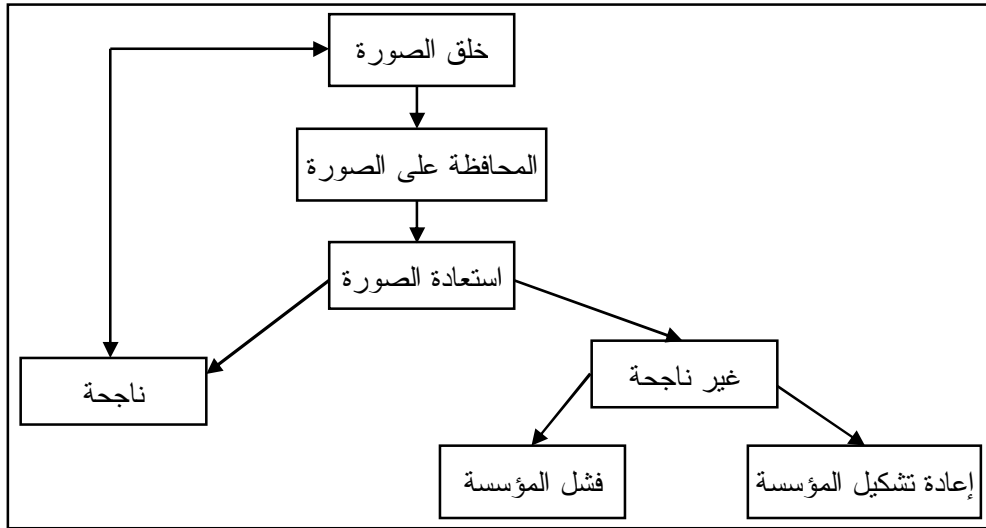 خلق الصورة
المحافظة على الصورة
استعادة الصورة
غير ناجحة
ناجحة
إعادة تشكيل المؤسسة
فشل المؤسسة